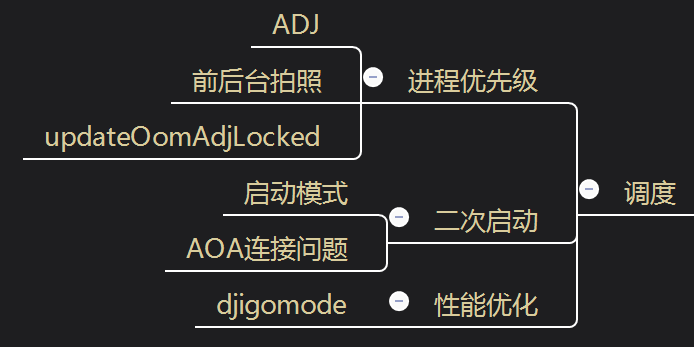 ADJ
前后台拍照
进程优先级
updateOomAdjLocked
启动模式
调度
二次启动
AOA连接问题
djigomode
性能优化